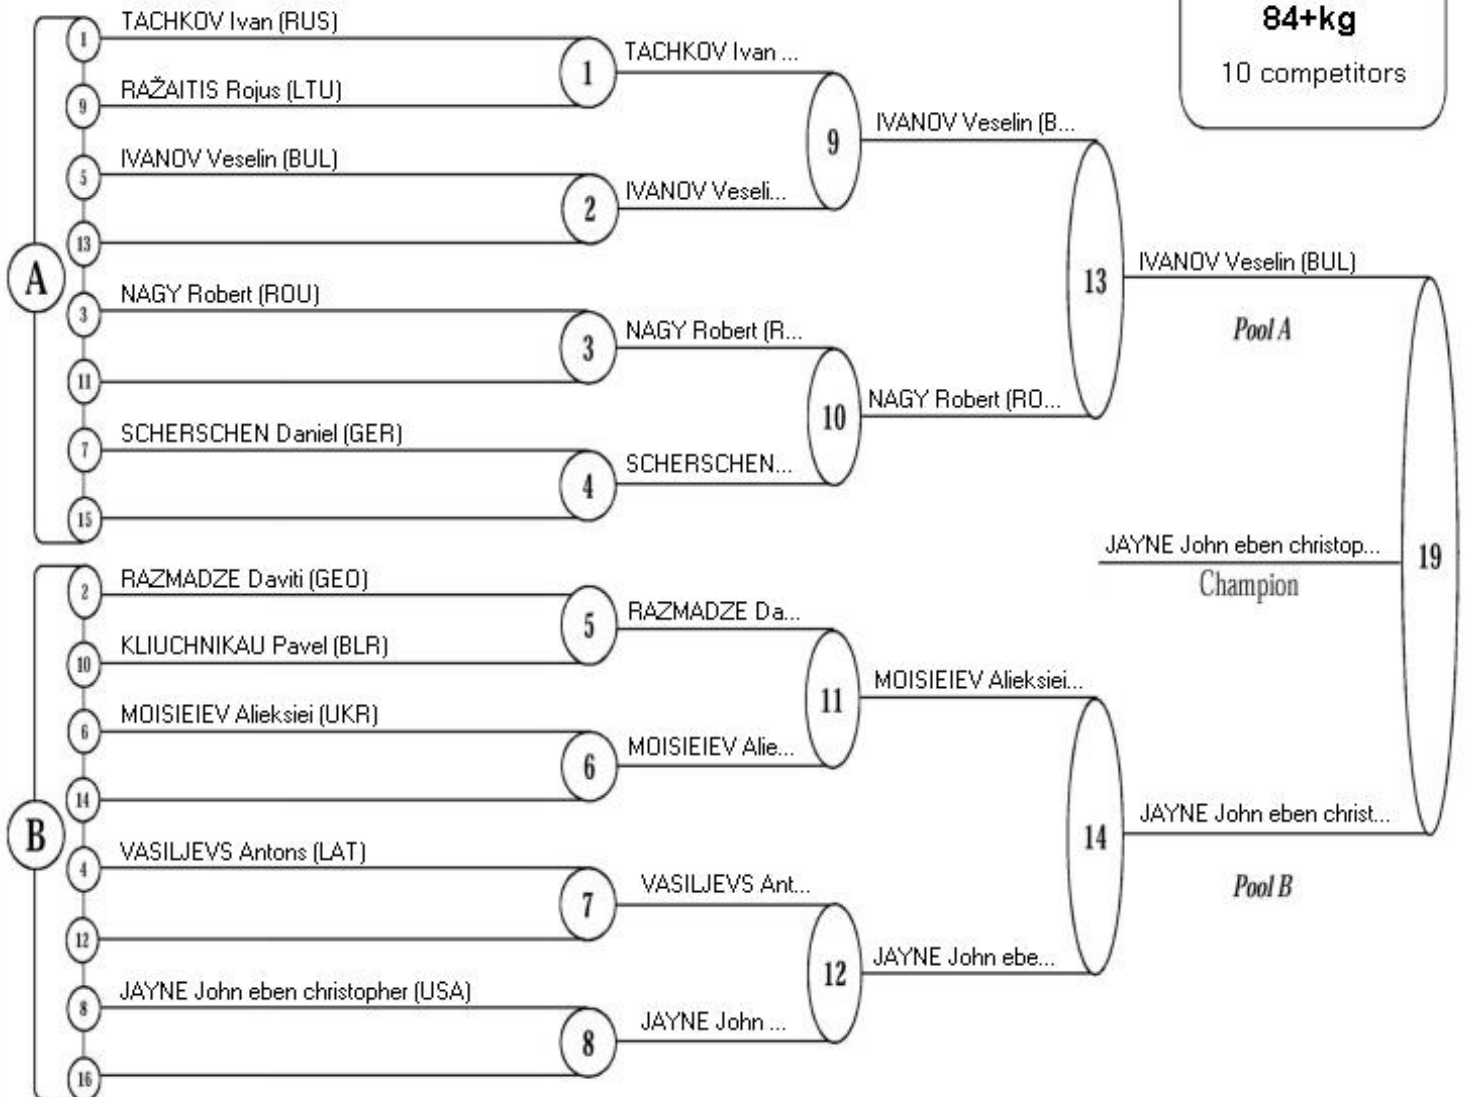 84+kg
10 competitors
A
1
TACHKOV Ivan (RUS)
9
RAŽAITIS Rojus (LTU)
5
IVANOV Veselin (BUL)
13
3
NAGY Robert (ROU)
11
7
SCHERSCHEN Daniel (GER)
15
1
2
3
4
TACHKOV Ivan ...
IVANOV Veseli...
NAGY Robert (R...
SCHERSCHEN...
9
10
IVANOV Veselin (B...
NAGY Robert (RO...
13
IVANOV Veselin (BUL)
Pool A
B
2
RAZMADZE Daviti (GEO)
10
KLIUCHNIKAU Pavel (BLR)
6
MOISIEIEV Alieksiei (UKR)
14
4
VASILJEVS Antons (LAT)
12
8
JAYNE John eben christopher (USA)
16
5
6
7
8
RAZMADZE Da...
MOISIEIEV Alie...
VASILJEVS Ant...
JAYNE John ...
11
12
MOISIEIEV Alieksiei...
JAYNE John ebe...
14
JAYNE John eben christ...
Pool B
19
JAYNE John eben christop...
Champion